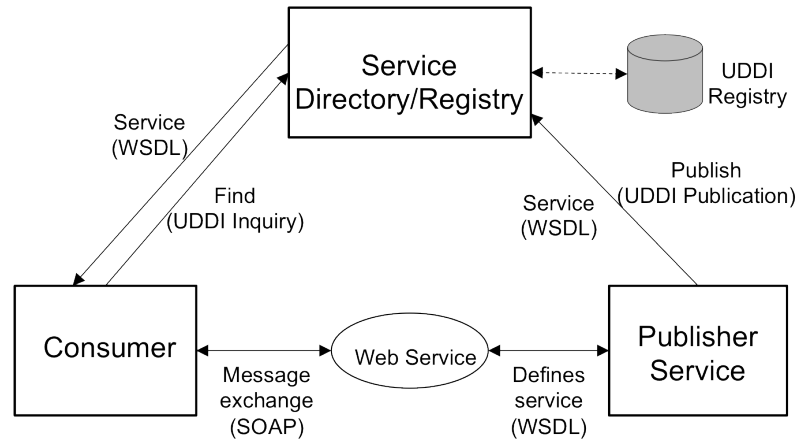 Service
Directory/Registry
UDDI
Registry
Service
(WSDL)
Find
(UDDI Inquiry)
Publish
(UDDI Publication)
Service
(WSDL)
Consumer
Web Service
Publisher
Service
Message
exchange
(SOAP)
Defines
service
(WSDL)